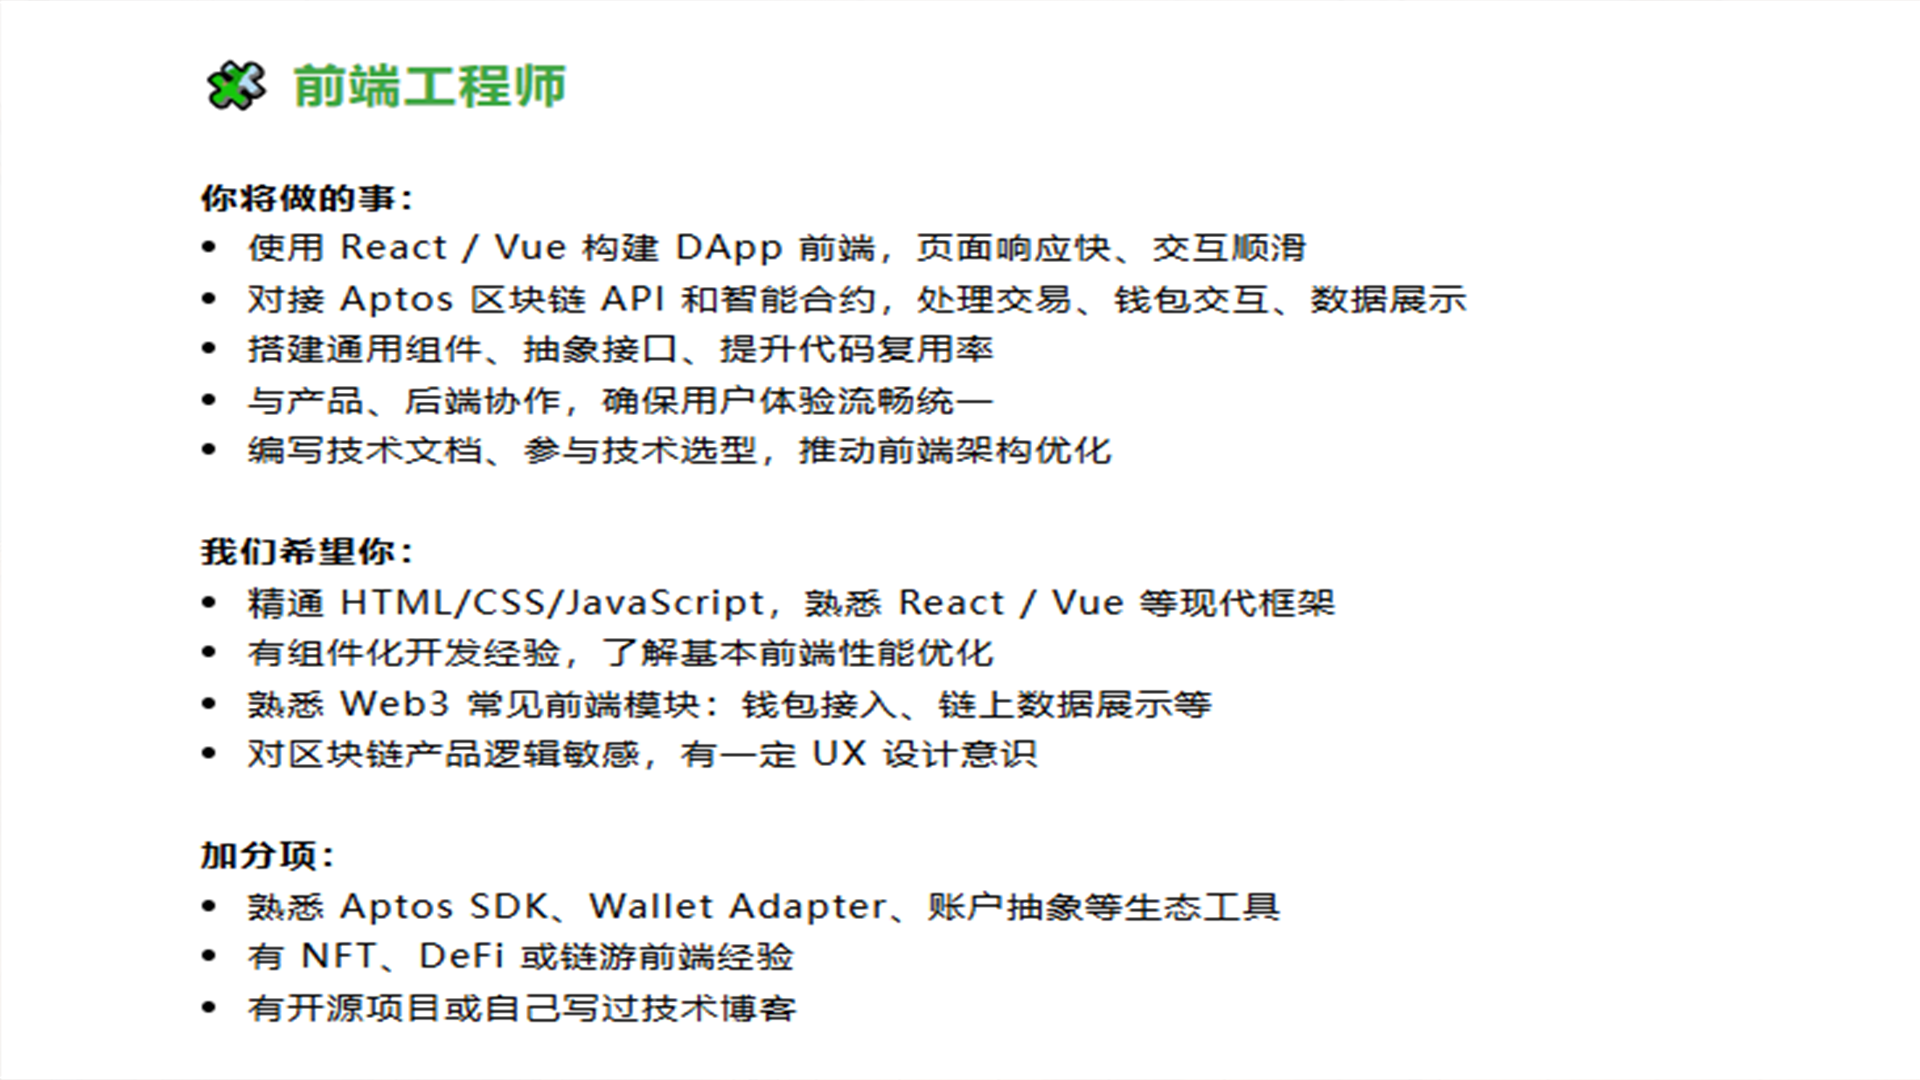 前端工程师
你将做的事：
• 使用 React / Vue 构建 DApp 前端，页面响应快、交互顺滑
• 对接 Aptos 区块链 API 和智能合约，处理交易、钱包交互、数据展示
• 搭建通用组件、抽象接口、提升代码复用率
• 与产品、后端协作，确保用户体验流畅统一
• 编写技术文档、参与技术选型，推动前端架构优化
我们希望你：
• 精通 HTML/CSS/JavaScript，熟悉 React / Vue 等现代框架
• 有组件化开发经验，了解基本前端性能优化
• 熟悉 Web3 常见前端模块：钱包接入、链上数据展示等
• 对区块链产品逻辑敏感，有一定 UX 设计意识
加分项：
• 熟悉 Aptos SDK、Wallet Adapter、账户抽象等生态工具
• 有 NFT、DeFi 或链游前端经验
• 有开源项目或自己写过技术博客